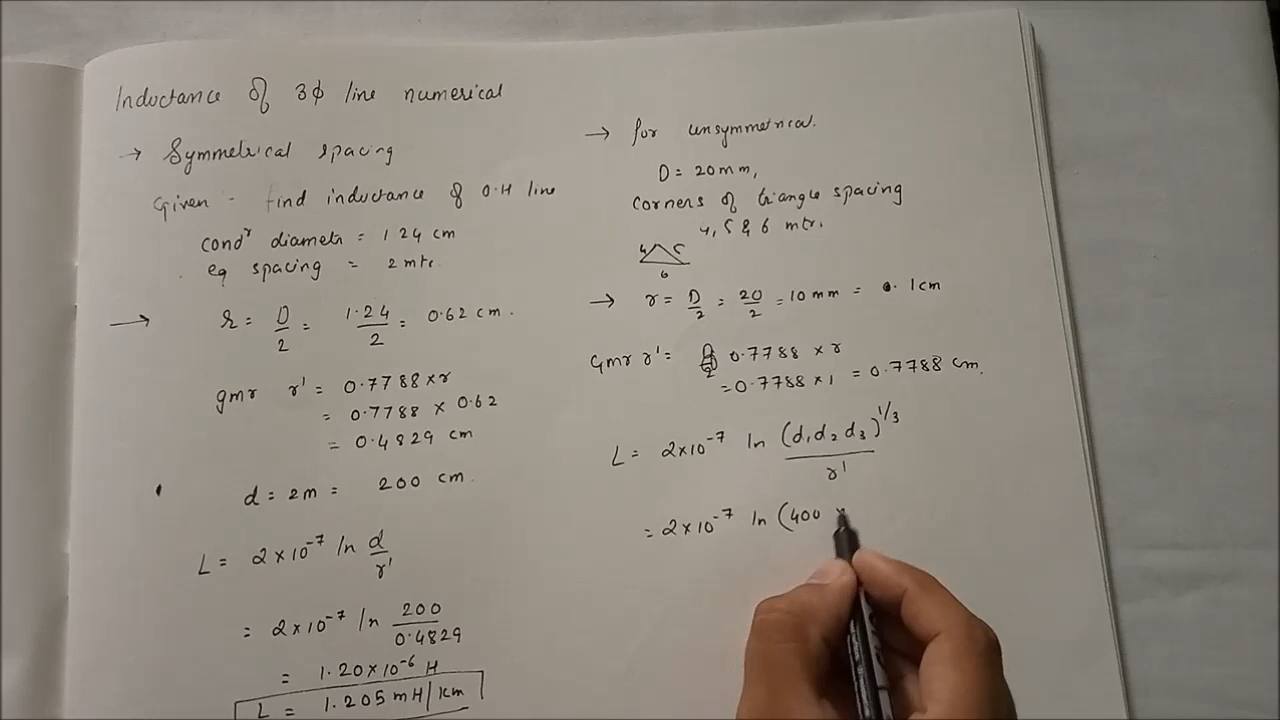 Inductance of 3φ line numerical
→ Symmetrical spacing
Given - find inductance of O.H line
condr diametr = 1.24 cm
eq spacing = 2 mtr.
→ r = D/2 = 1.24/2 = 0.62 cm.
gmr r' = 0.7788 × r
= 0.7788 × 0.62
= 0.4829 cm
d = 2m = 200 cm.
L = 2×10⁻⁷ ln d/r'
= 2×10⁻⁷ ln 200/0.4829
= 1.20×10⁻⁶ H
L = 1.205 mH/km
→ for unsymmetrical.
D = 20mm,
corners of triangle spacing
4, 5 & 6 mtr.
4 5
6
→ r = D/2 = 20/2 = 10 mm = 1cm
Gmr r' = 0.7788 × r
= 0.7788 × 1 = 0.7788 cm.
L = 2×10⁻⁷ ln (d₁d₂d₃)^1/3/r'
= 2×10⁻⁷ ln (400 ×